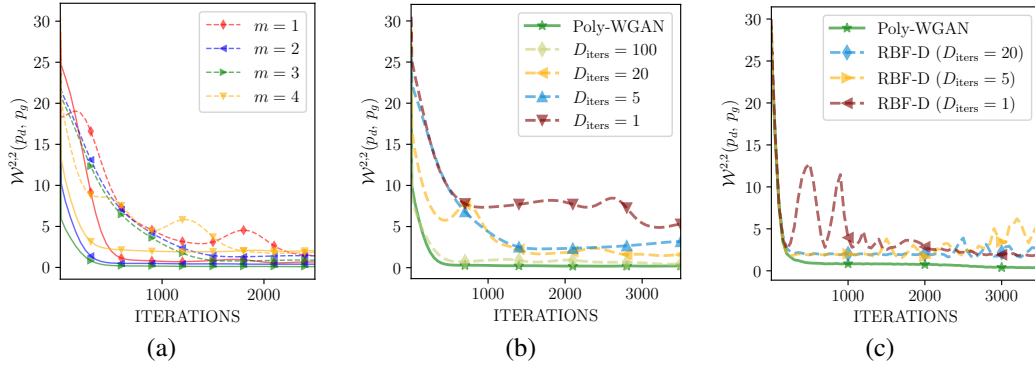 30
25
20
15
10
5
0
𝒲^{2,2}(p_d, p_g)
m = 1
m = 2
m = 3
m = 4
1000 2000
ITERATIONS
(a)
30
25
20
15
10
5
0
𝒲^{2,2}(p_d, p_g)
Poly-WGAN
D_iters = 100
D_iters = 20
D_iters = 5
D_iters = 1
1000 2000 3000
ITERATIONS
(b)
30
25
20
15
10
5
0
𝒲^{2,2}(p_d, p_g)
Poly-WGAN
RBF-D (D_iters = 20)
RBF-D (D_iters = 5)
RBF-D (D_iters = 1)
1000 2000 3000
ITERATIONS
(c)